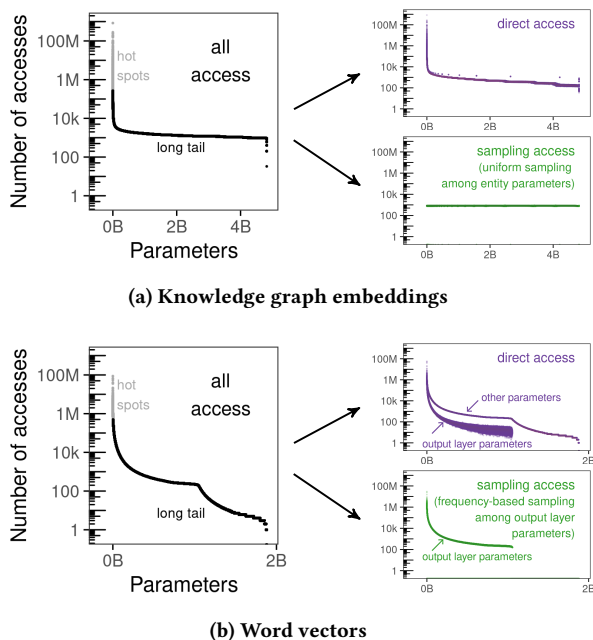 Number of accesses
100M
1M
10k
100
1
hot
spots
all
access
long tail
0B
2B
4B
Parameters
100M
1M
10k
100
1
direct access
0B
2B
4B
100M
1M
10k
100
1
sampling access
(uniform sampling
among entity parameters)
0B
2B
4B
(a) Knowledge graph embeddings
Number of accesses
100M
1M
10k
100
1
hot
spots
all
access
long tail
0B
2B
Parameters
100M
1M
10k
100
1
direct access
other parameters
output layer parameters
0B
2B
100M
1M
10k
100
1
sampling access
(frequency-based sampling
among output layer
parameters)
output layer parameters
0B
2B
(b) Word vectors